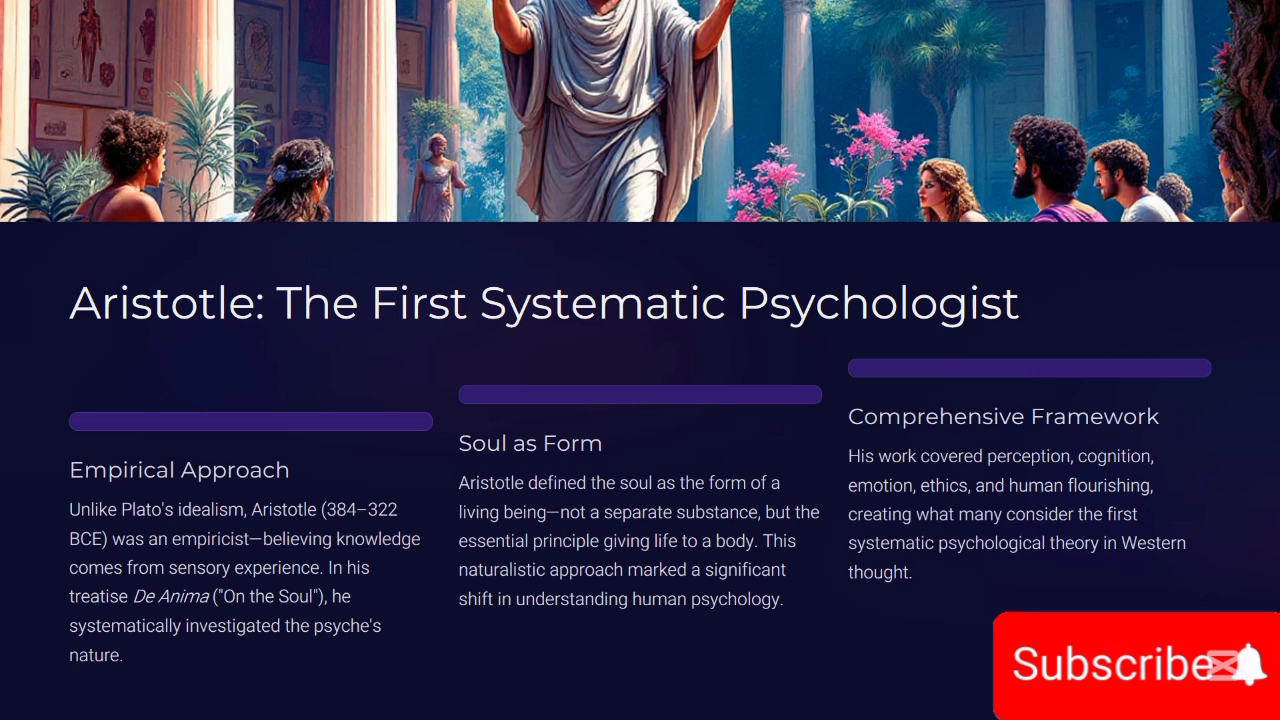 Aristotle: The First Systematic Psychologist
Empirical Approach
Unlike Plato's idealism, Aristotle (384–322
BCE) was an empiricist—believing knowledge
comes from sensory experience. In his
treatise De Anima ("On the Soul"), he
systematically investigated the psyche's
nature.
Soul as Form
Aristotle defined the soul as the form of a
living being—not a separate substance, but the
essential principle giving life to a body. This
naturalistic approach marked a significant
shift in understanding human psychology.
Comprehensive Framework
His work covered perception, cognition,
emotion, ethics, and human flourishing,
creating what many consider the first
systematic psychological theory in Western
thought.
Subscribe